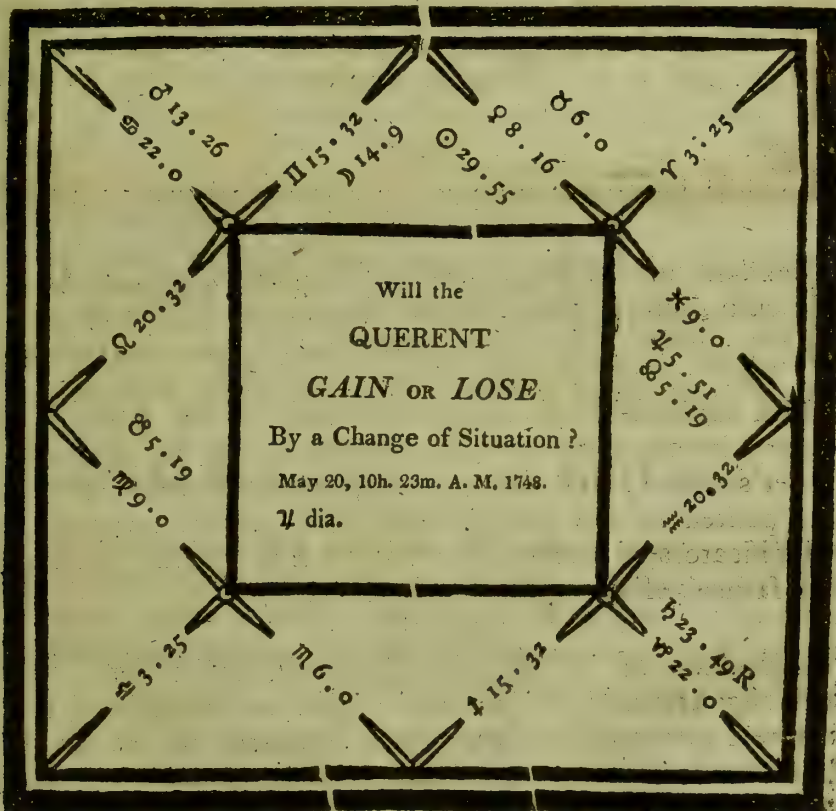 ♂ 13 . 26
♋ 22 . 0
♊ 15 . 32
☽ 14 . 9
☉ 29 . 55
♀ 8 . 16
♉ 6 . 0
♈ 3 . 25
♌ 20 . 32
Will the
QUERENT
GAIN OR LOSE
By a Change of Situation ?
May 20, 10h. 23m. A. M. 1748.
♃ dia.
♓ 9 . 0
♃ 5 . 51
☊ 5 . 19
☋ 5 . 19
♍ 9 . 0
♒ 20 . 32
♎ 3 . 25
♏ 6 . 0
♐ 15 . 32
♄ 23 . 49 R
♑ 22 . 0